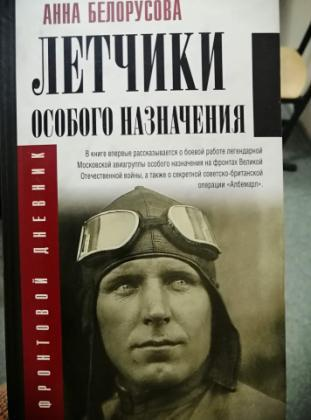 АННА БЕЛОРУСОВА
ЛЕТЧИКИ
ОСОБОГО НАЗНАЧЕНИЯ
В книге впервые рассказывается о боевой работе легендарной
Московской авиагруппы особого назначения на фронтах Великой
Отечественной войны, а также о секретной советско-британской
операции «Албемарл».
ФРОНТОВОЙ ДНЕВНИК